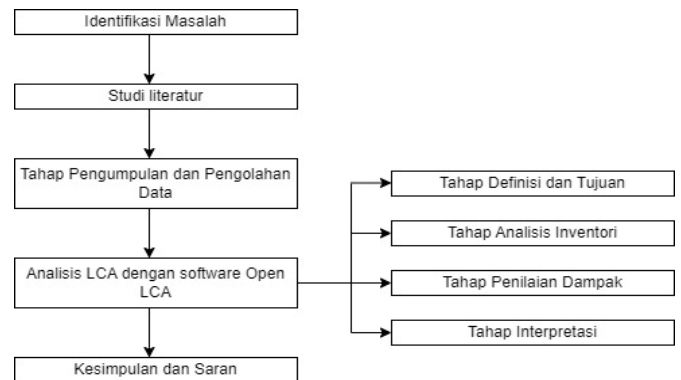 Identifikasi Masalah
Studi literatur
Tahap Pengumpulan dan Pengolahan
Data
Analisis LCA dengan software Open
LCA
Kesimpulan dan Saran
Tahap Definisi dan Tujuan
Tahap Analisis Inventori
Tahap Penilaian Dampak
Tahap Interpretasi